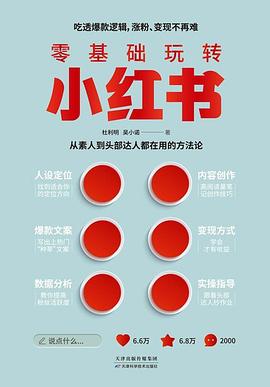 吃透爆款逻辑，涨粉、变现不再难
零基础玩转
小红书
杜利明 吴小诺——著
从素人到头部达人都在用的方法论
人设定位
找到适合你
的定位方向
内容创作
高阅读量笔
记创作技巧
爆款文案
写出上热门
“种草”文案
变现方式
学会
才有收益
数据分析
教你提高
粉丝活跃度
实操指导
跟着头部
达人抄作业
说点什么...
6.6万
6.8万
2000
天津出版传媒集团
天津科学技术出版社